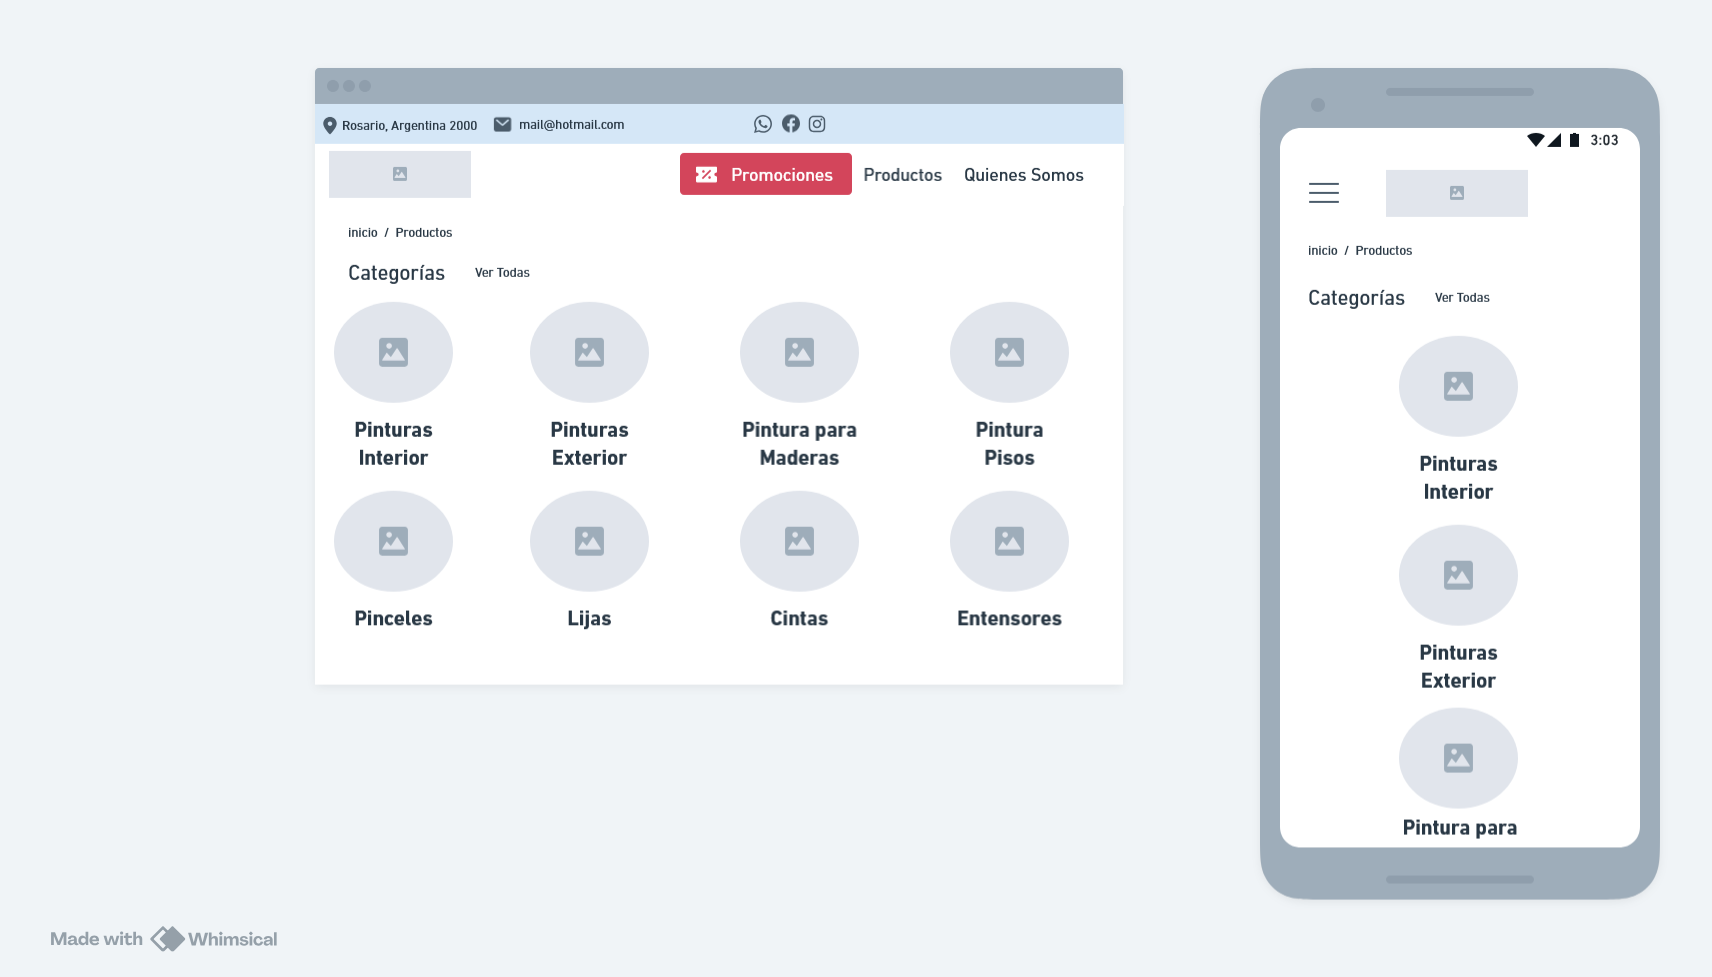 Rosario, Argentina 2000
mail@hotmail.com
Promociones
Productos
Quienes Somos
inicio / Productos
Categorías
Ver Todas
Pinturas
Interior
Pinturas
Exterior
Pintura para
Maderas
Pintura
Pisos
Pinceles
Lijas
Cintas
Entensores
3:03
inicio / Productos
Categorías
Ver Todas
Pinturas
Interior
Pinturas
Exterior
Pintura para
Made with Whimsical